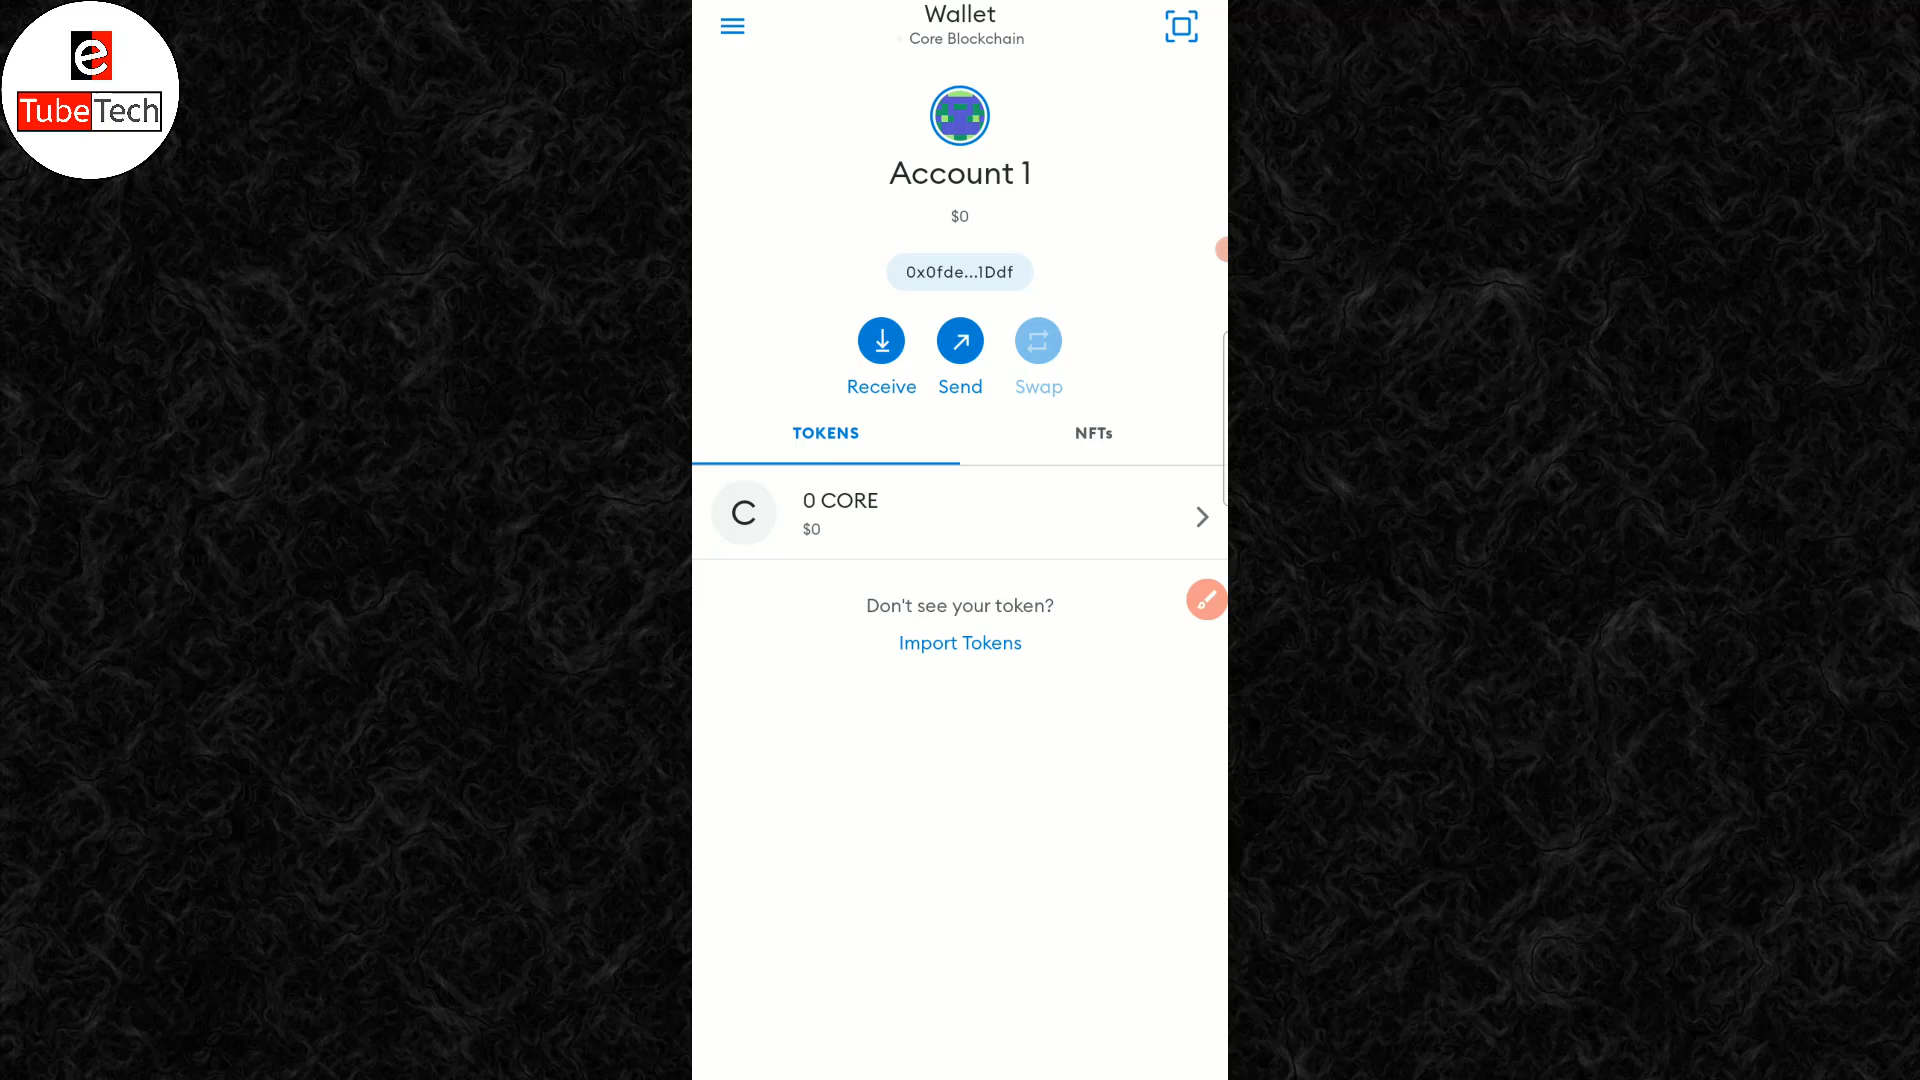 e
TubeTech
Wallet
Core Blockchain
Account 1
$0
0x0fde...1Ddf
Receive
Send
Swap
TOKENS
NFTs
C
0 CORE
$0
Don't see your token?
Import Tokens